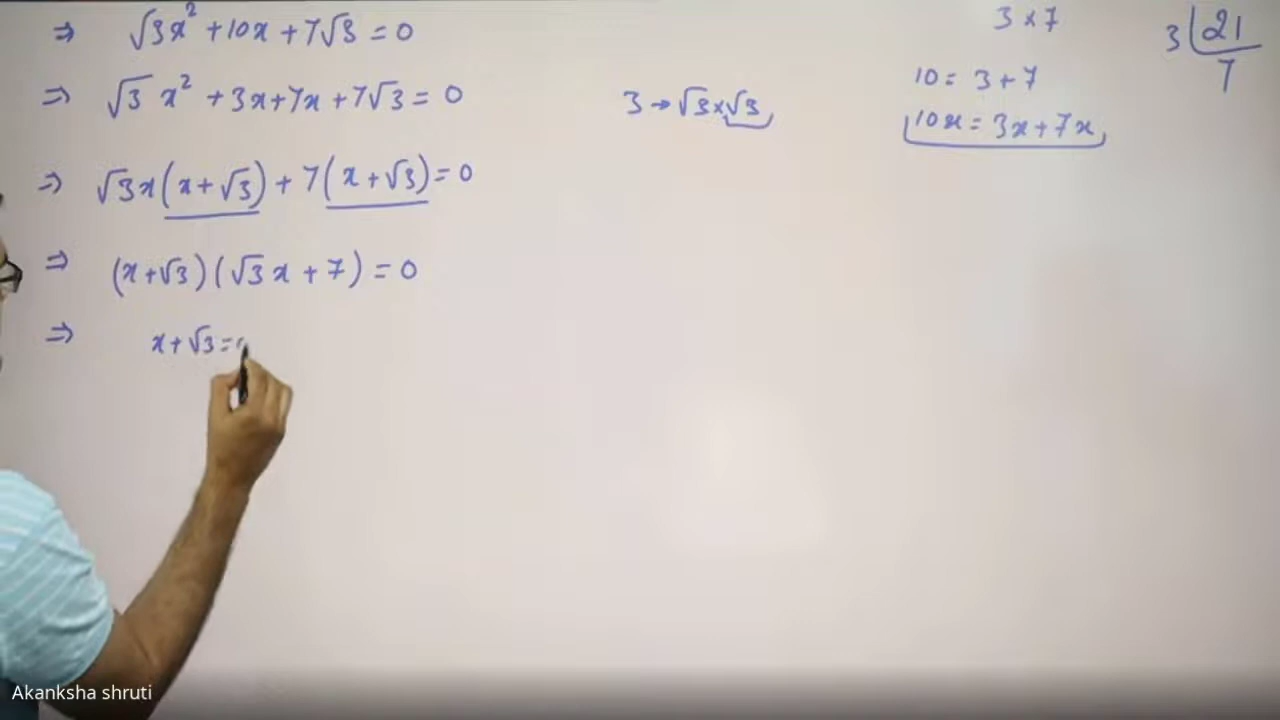 ⇒ √3x² + 10x + 7√3 = 0
⇒ √3 x² + 3x + 7x + 7√3 = 0
⇒ √3x(x + √3) + 7(x + √3) = 0
⇒ (x + √3)(√3x + 7) = 0
⇒ x + √3 =
3 → √3 × √3
3 × 7
10 = 3 + 7
10x = 3x + 7x
3 | 21
7
Akanksha shruti